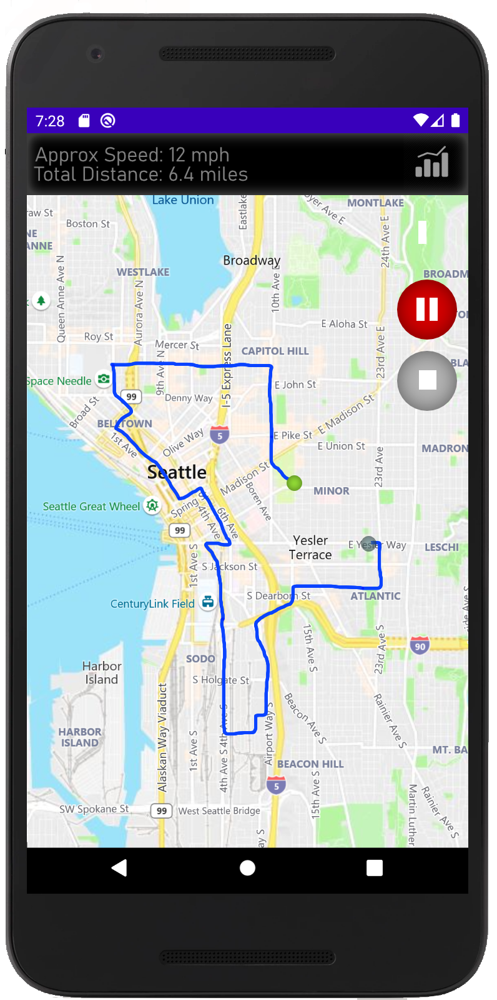 7:28
Approx Speed: 12 mph
Total Distance: 6.4 miles
Lake Union
Eastlake
oyer Ave E
MONTLAKE
raw St
Boston St
24th Ave E
NE
ANNE
Queen Anne Ave N
WESTLAKE
Broadway
10th Ave E
BROADM
Aurora Ave N
E Aloha St
Roy St
Mercer St
I-5 Express Lane
CAPITOL HILL
23rd Ave E
BLA
9th Ave N
Space Needle
E John St
99
Denny Way
Broad St
BELLTOWN
E Madison St
5
E Pike St
1st Ave
Olive Way
E Union St
MADRON
23rd Ave
Seattle
Madison St
Boren Ave
MINOR
Seattle Great Wheel
Spring
4th Ave
6th Ave
99
Yesler
Terrace
E Yesler Way
LESCHI
1st Ave S
S Jackson St
CenturyLink Field
S Dearborn St
ATLANTIC
15th Ave S
23rd Ave S
90
SODO
Harbor
Island
S Holgate St
Alaskan Way Viaduct
Beacon Ave S
Rainier Ave S
HARBOR
ISLAND
1st Ave S
4th Ave S
4th Ave S
Airport Way S
MT. BA
BEACON HILL
5
15th Ave S
Martin Luther
Rainier Ave S
SW Spokane St
99
West Seattle Bridge
ay S